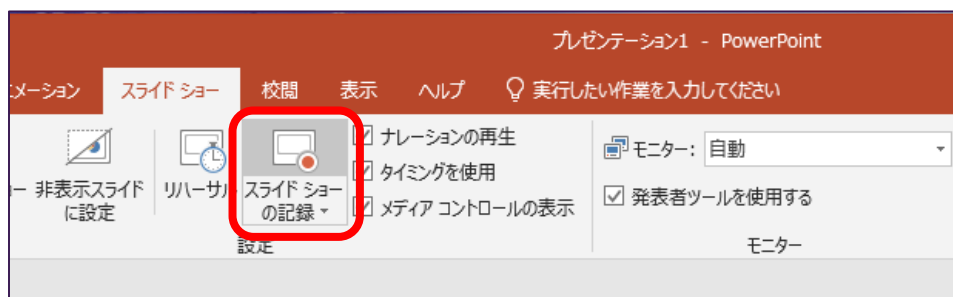 プレゼンテーション1 - PowerPoint
メーション スライド ショー 校閲 表示 ヘルプ 実行したい作業を入力してください
ー 非表示スライド
に設定
リハーサル
スライド ショー
の記録
ナレーションの再生
タイミングを使用
メディア コントロールの表示
設定
モニター: 自動
発表者ツールを使用する
モニター